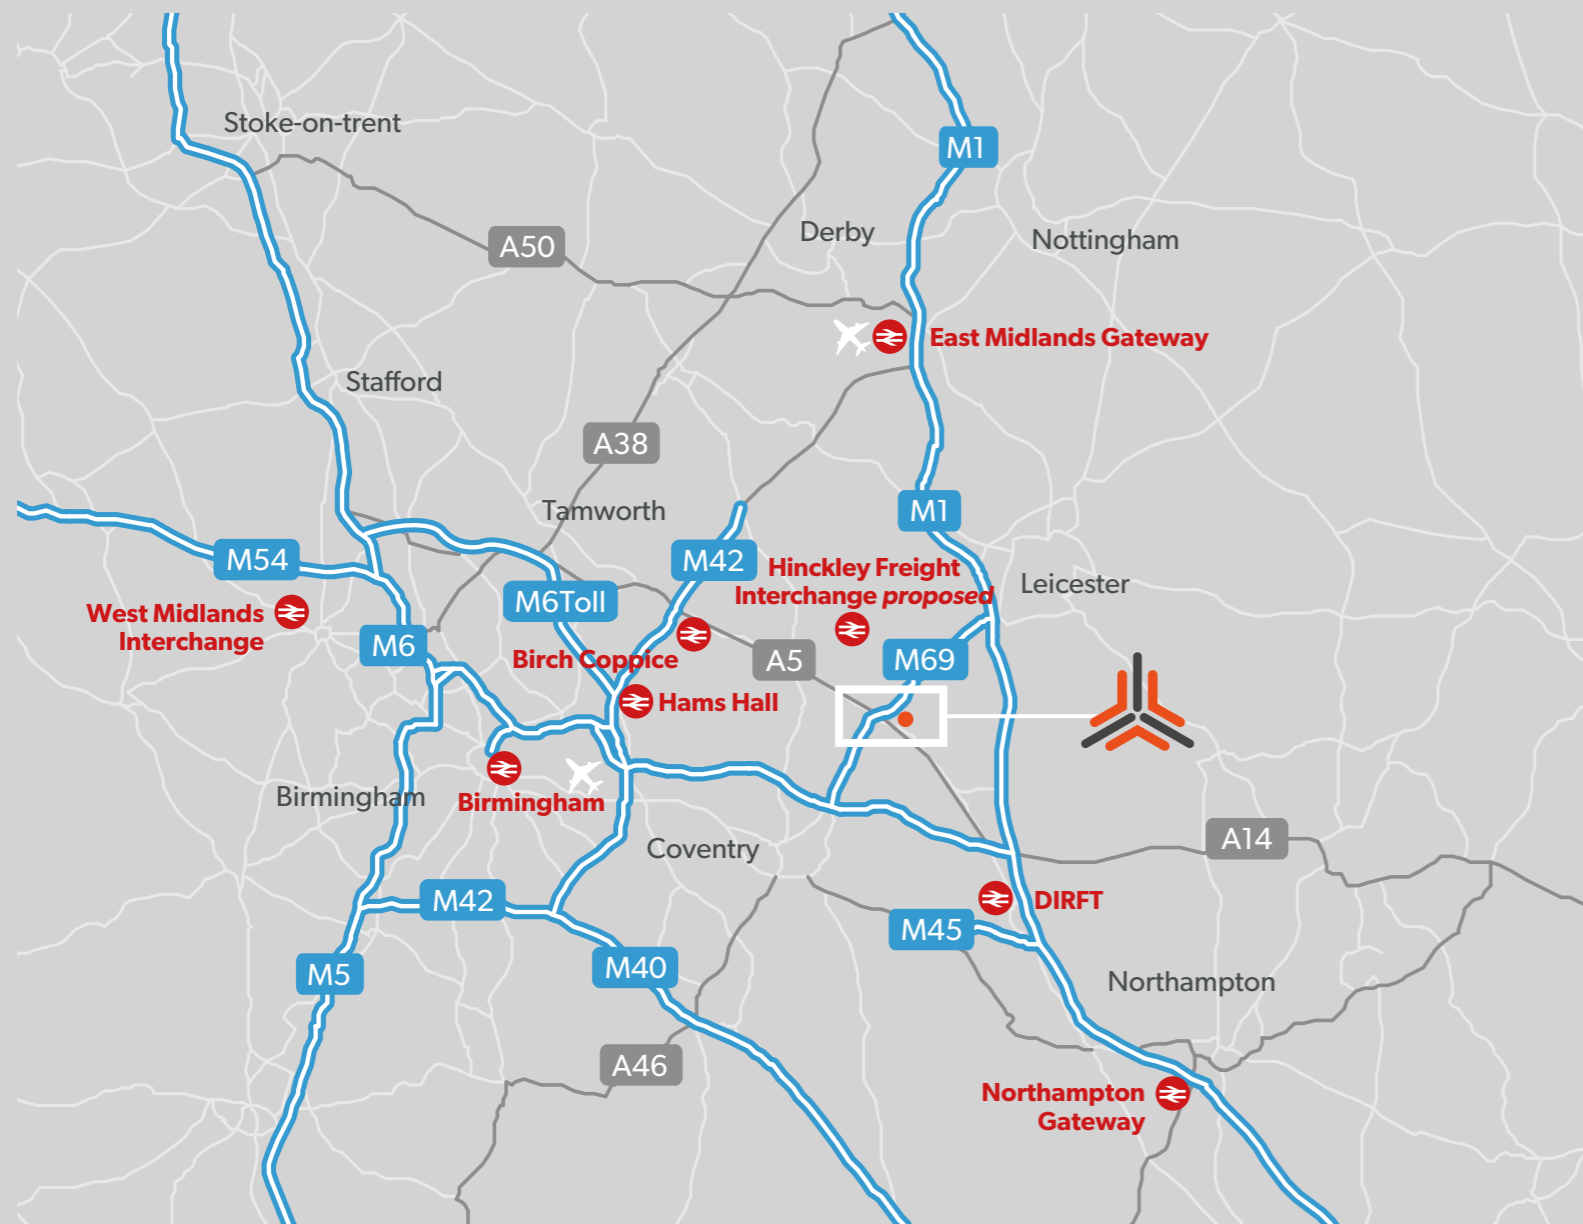 Stoke-on-trent
M1
Derby
Nottingham
A50
East Midlands Gateway
Stafford
A38
Tamworth
M1
M54
M42
Hinckley Freight
Interchange proposed
Leicester
M6Toll
West Midlands
Interchange
M6
Birch Coppice
A5
M69
Hams Hall
Birmingham
Birmingham
Coventry
A14
M42
DIRFT
M45
M5
M40
Northampton
A46
Northampton
Gateway